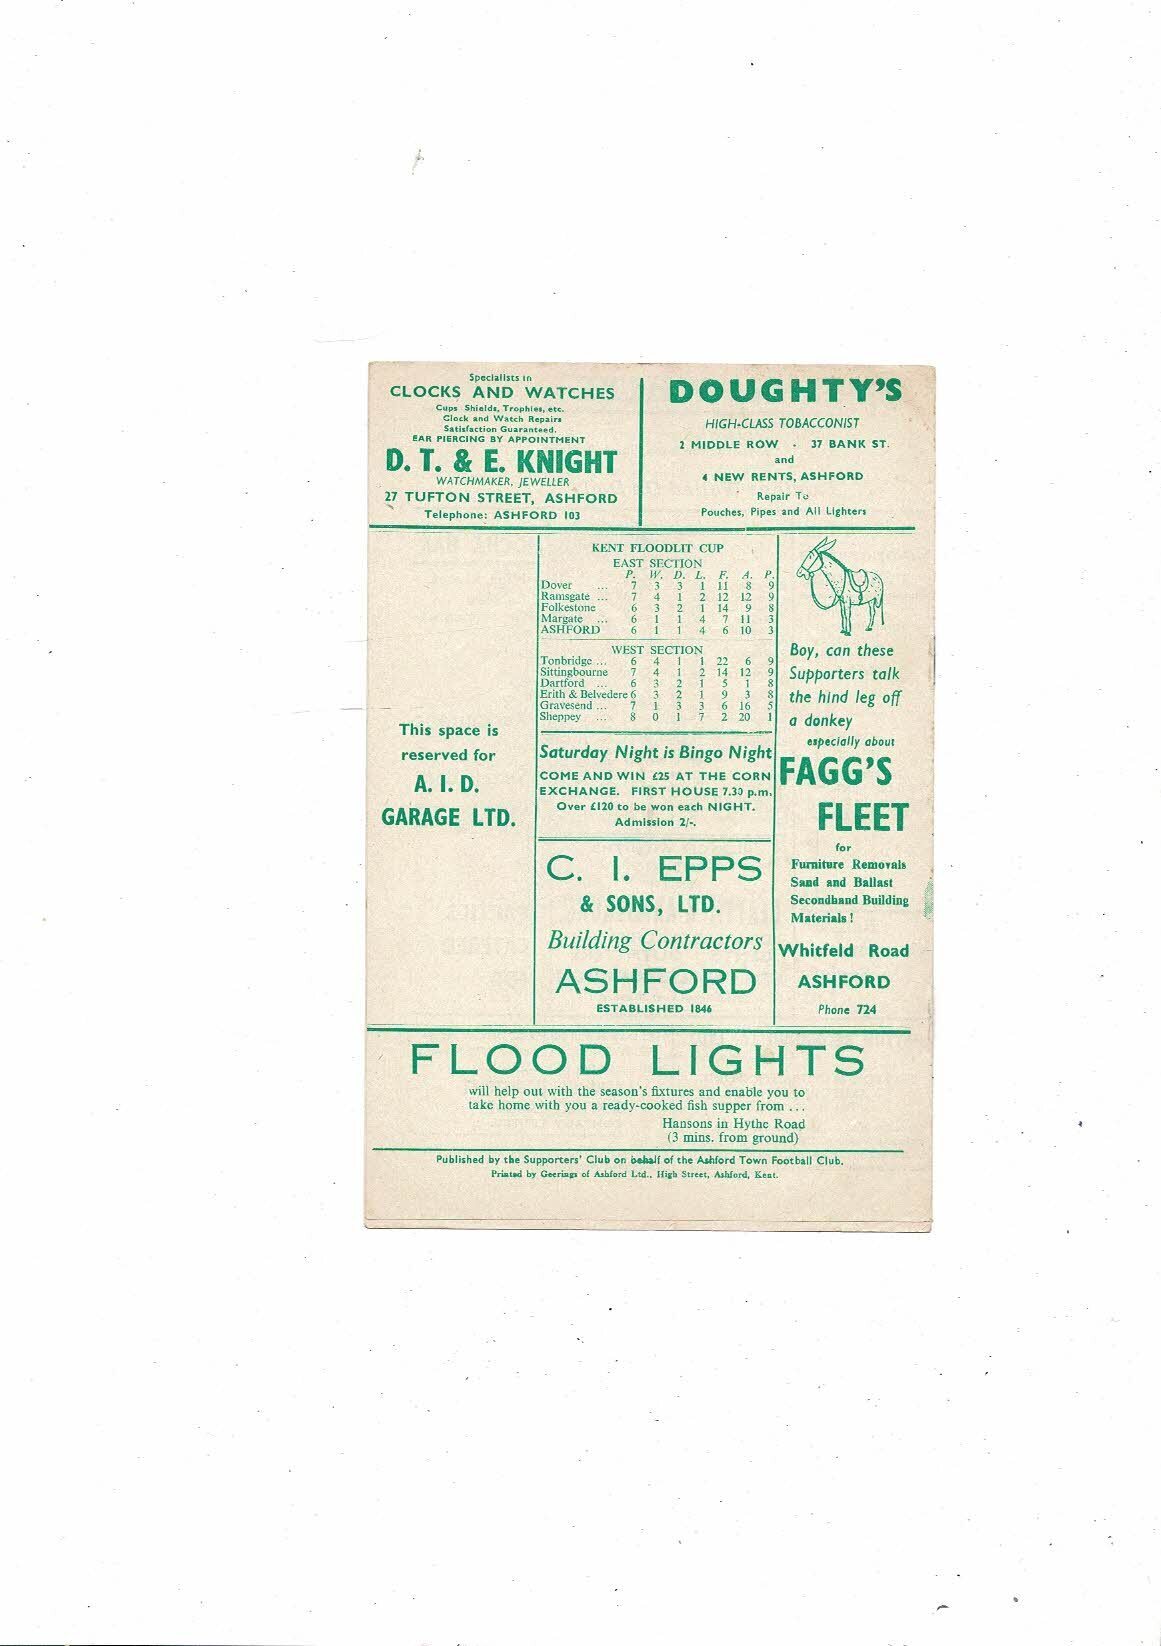 Specialists in
CLOCKS AND WATCHES
Cups Shields, Trophies, etc.
Clock and Watch Repairs
Satisfaction Guaranteed.
EAR PIERCING BY APPOINTMENT
D. T. & E. KNIGHT
WATCHMAKER, JEWELLER
27 TUFTON STREET, ASHFORD
Telephone: ASHFORD 103
DOUGHTY'S
HIGH-CLASS TOBACCONIST
2 MIDDLE ROW - 37 BANK ST.
and
4 NEW RENTS, ASHFORD
Repair To
Pouches, Pipes and All Lighters
This space is
reserved for
A. I. D.
GARAGE LTD.
KENT FLOODLIT CUP
EAST SECTION
P. W. D. L. F. A. P.
Dover ... 7 3 3 1 11 8 9
Ramsgate ... 7 4 1 2 12 12 9
Folkestone 6 3 2 1 14 9 8
Margate ... 6 1 1 4 7 11 3
ASHFORD 6 1 1 4 6 10 3
WEST SECTION
Tonbridge ... 6 4 1 1 22 6 9
Sittingbourne 7 4 1 2 14 12 9
Dartford ... 6 3 2 1 5 1 8
Erith & Belvedere 6 3 2 1 9 3 8
Gravesend ... 7 1 3 3 6 16 5
Sheppey ... 8 0 1 7 2 20 1
Saturday Night is Bingo Night
COME AND WIN £25 AT THE CORN
EXCHANGE. FIRST HOUSE 7.30 p.m.
Over £120 to be won each NIGHT.
Admission 2/-.
C. I. EPPS
& SONS, LTD.
Building Contractors
ASHFORD
ESTABLISHED 1846
Boy, can these
Supporters talk
the hind leg off
a donkey
especially about
FAGG'S
FLEET
for
Furniture Removals
Sand and Ballast
Secondhand Building
Materials !
Whitfeld Road
ASHFORD
Phone 724
FLOOD LIGHTS
will help out with the season's fixtures and enable you to
take home with you a ready-cooked fish supper from ...
Hansons in Hythe Road
(3 mins. from ground)
Published by the Supporters' Club on behalf of the Ashford Town Football Club.
Printed by Geerings of Ashford Ltd., High Street, Ashford, Kent.